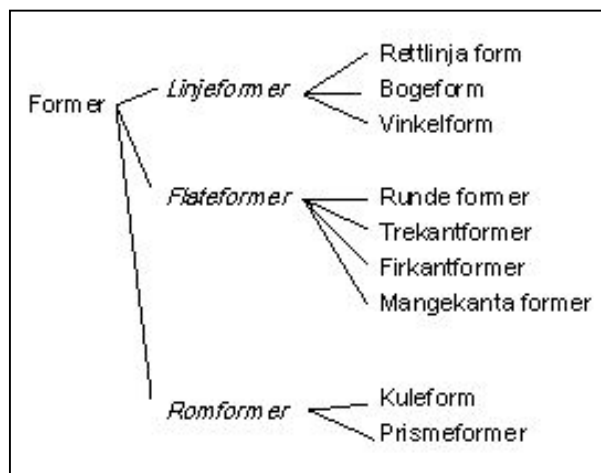 Former
Linjeformer
Rettlinja form
Bogeform
Vinkelform
Flateformer
Runde former
Trekantformer
Firkantformer
Mangekanta former
Romformer
Kuleform
Prismeformer